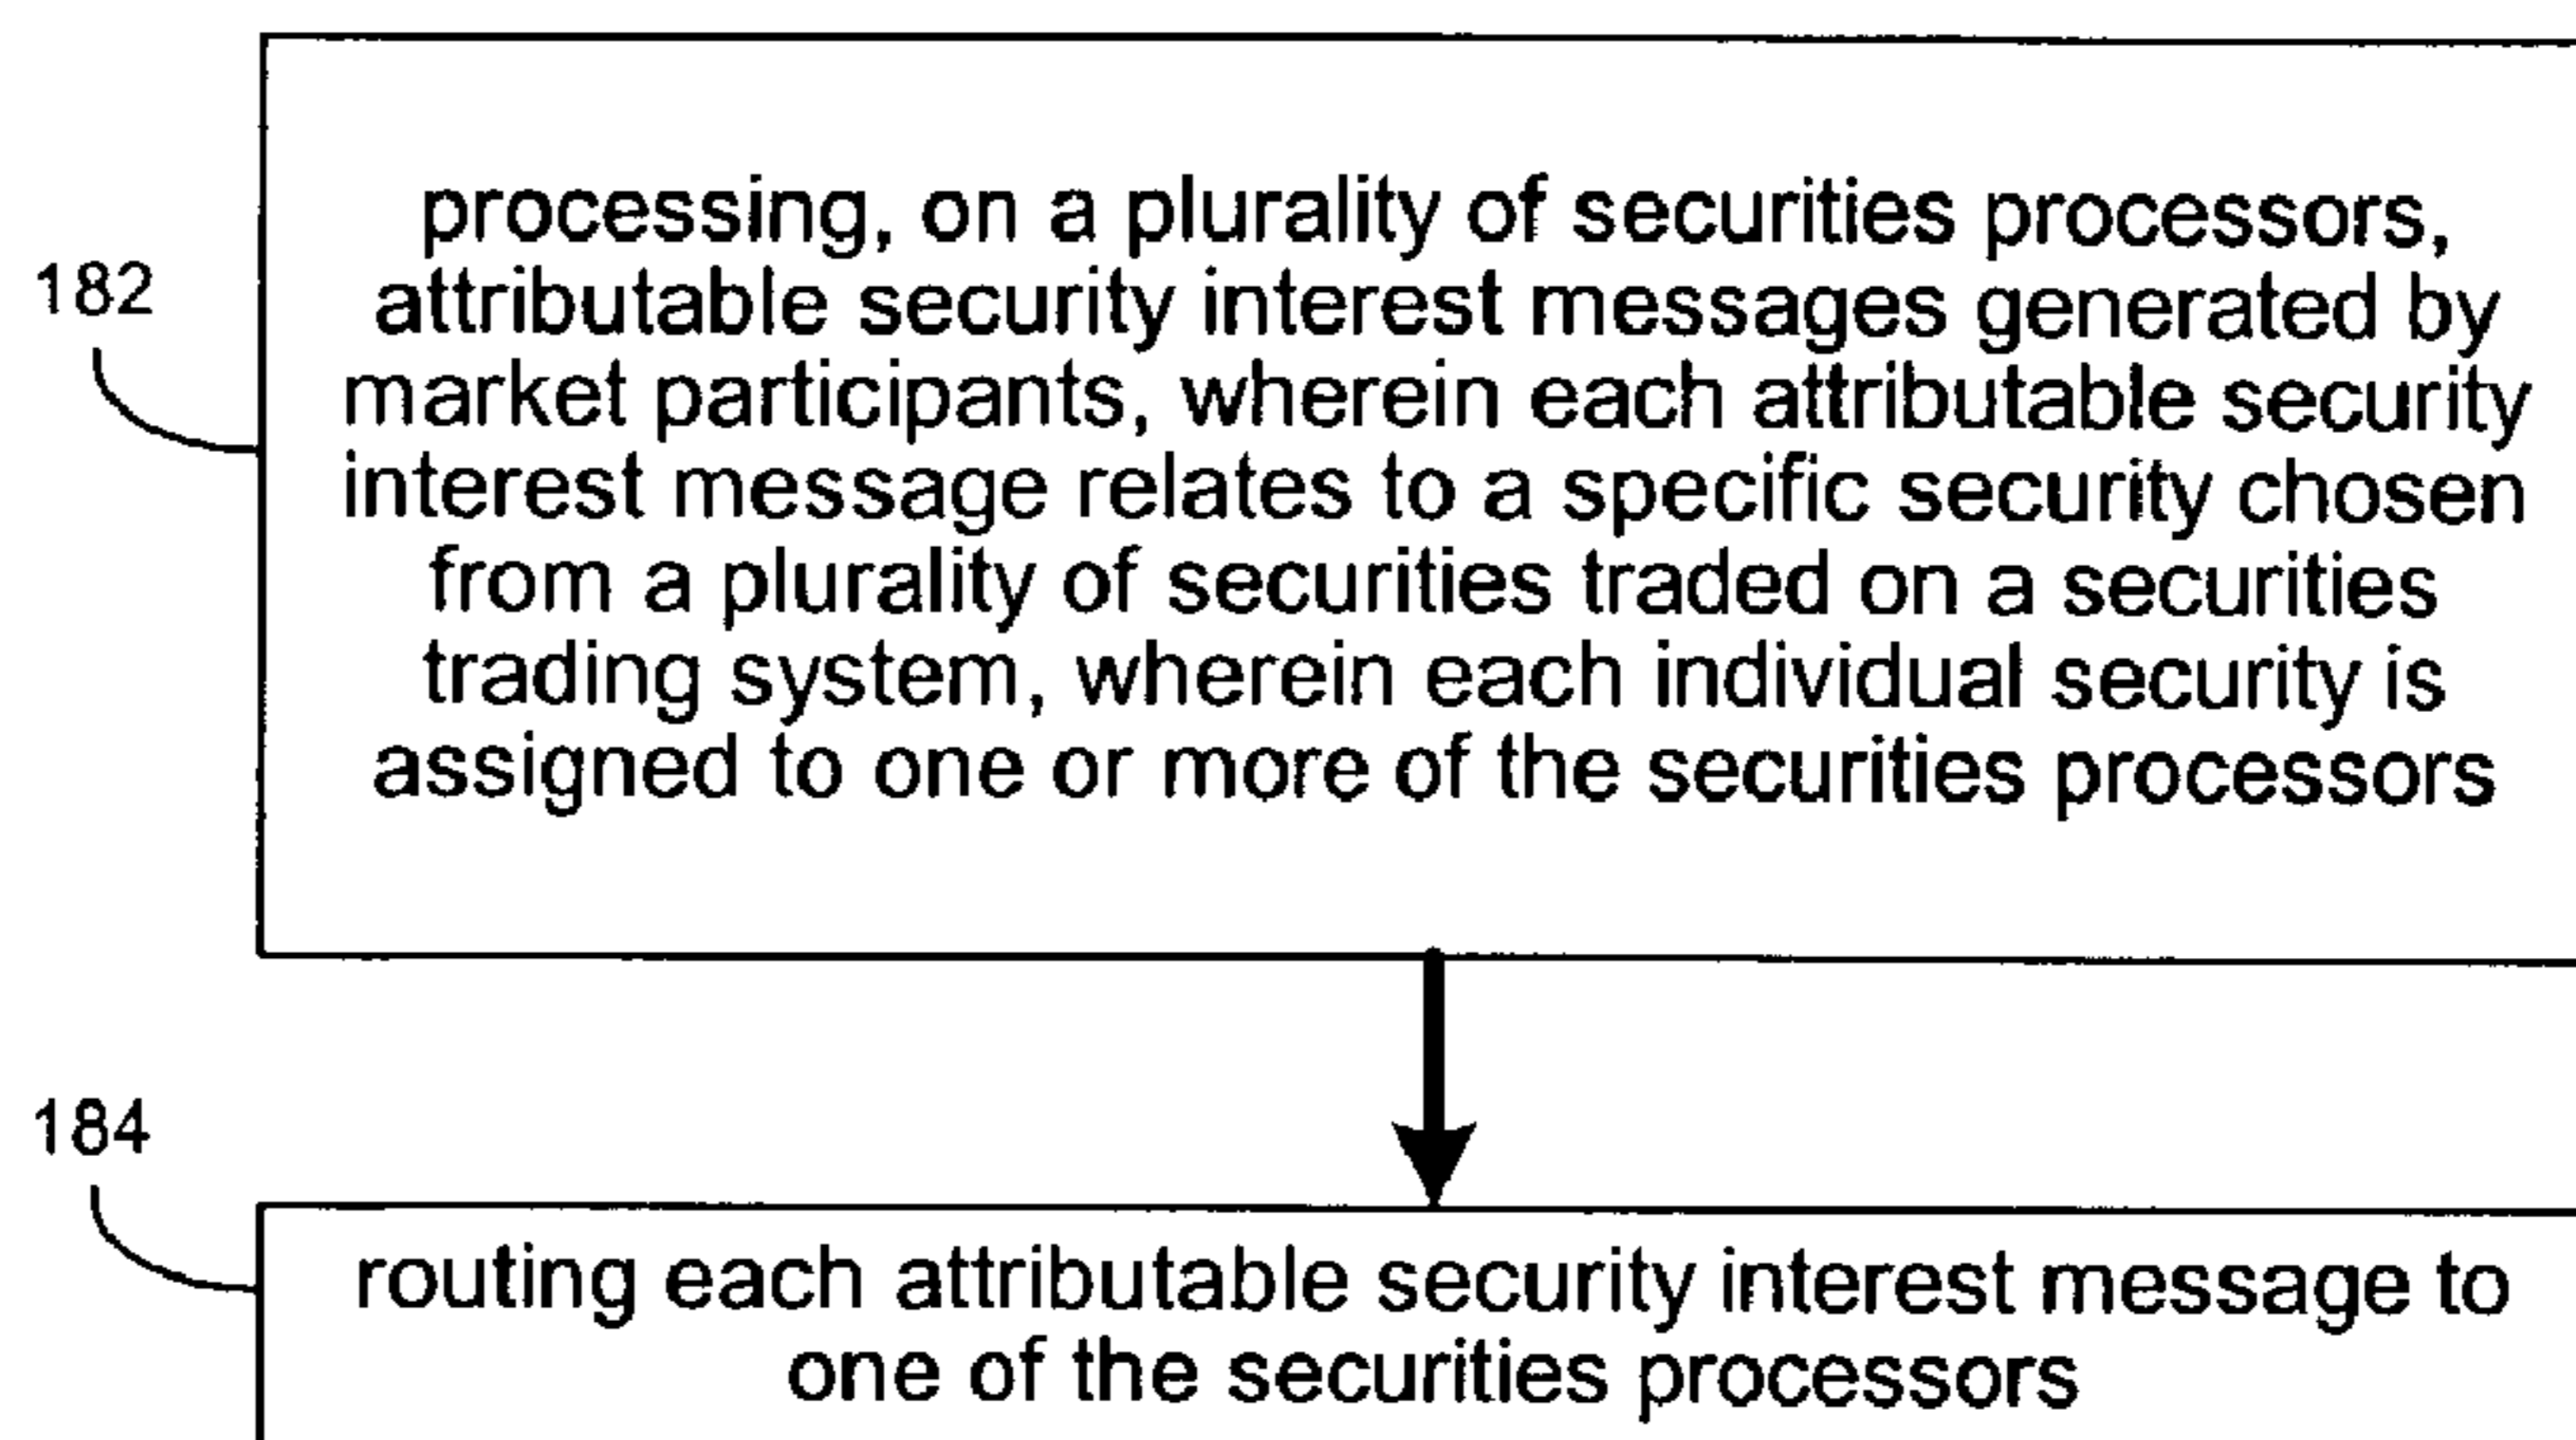 182
processing, on a plurality of securities processors,
attributable security interest messages generated by
market participants, wherein each attributable security
interest message relates to a specific security chosen
from a plurality of securities traded on a securities
trading system, wherein each individual security is
assigned to one or more of the securities processors
184
routing each attributable security interest message to
one of the securities processors